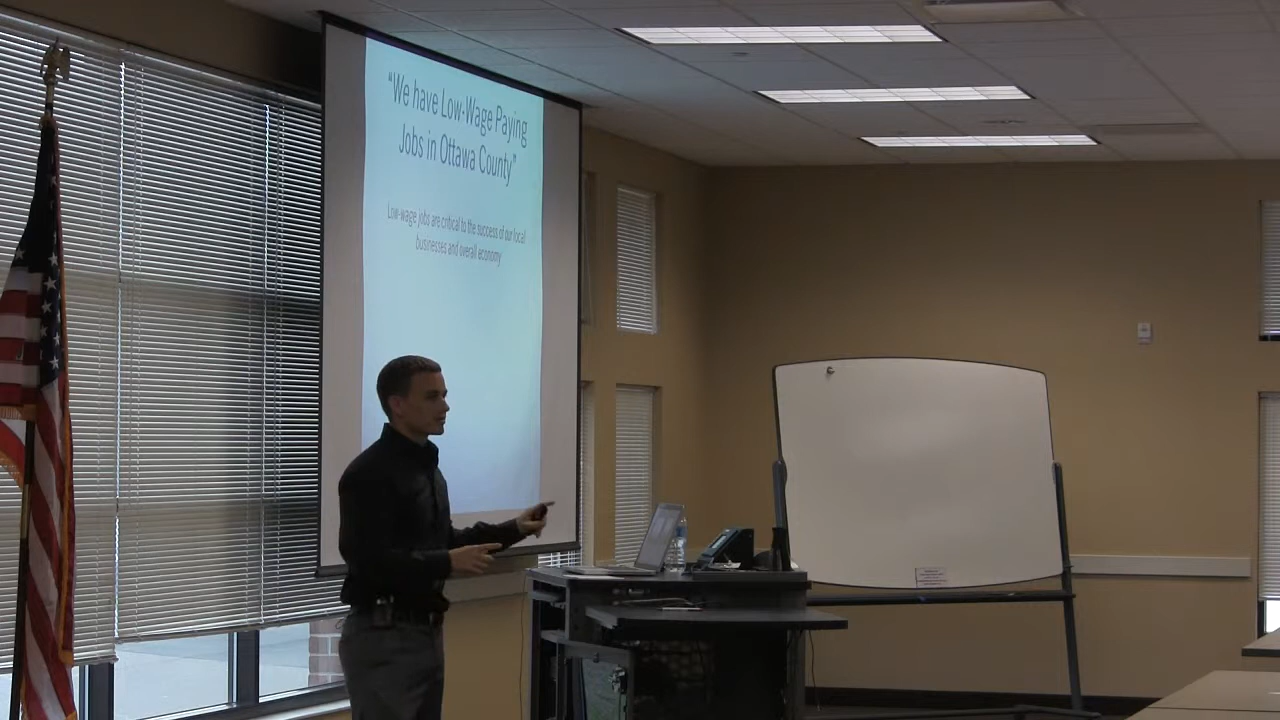 “We have Low-Wage Paying
Jobs in Ottawa County”
Low-wage jobs are critical to the success of our local
businesses and overall economy